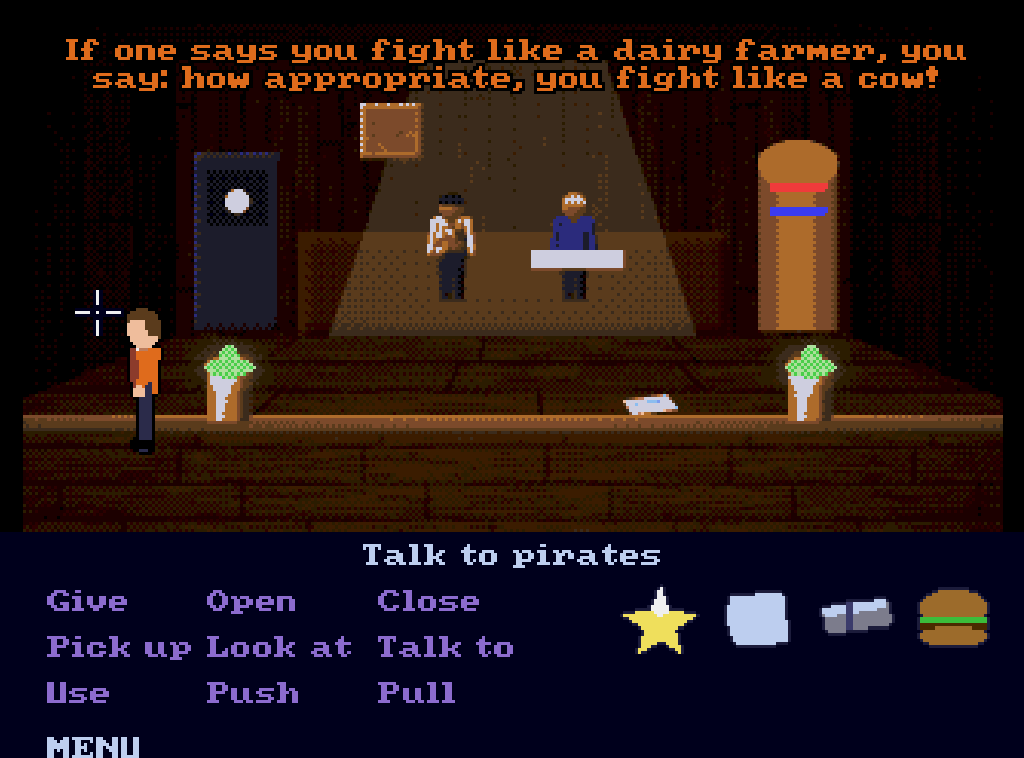 If one says you fight like a dairy farmer, you
say: how appropriate, you fight like a cow!
Talk to pirates
Give Open Close
Pick up Look at Talk to
Use Push Pull
MENU